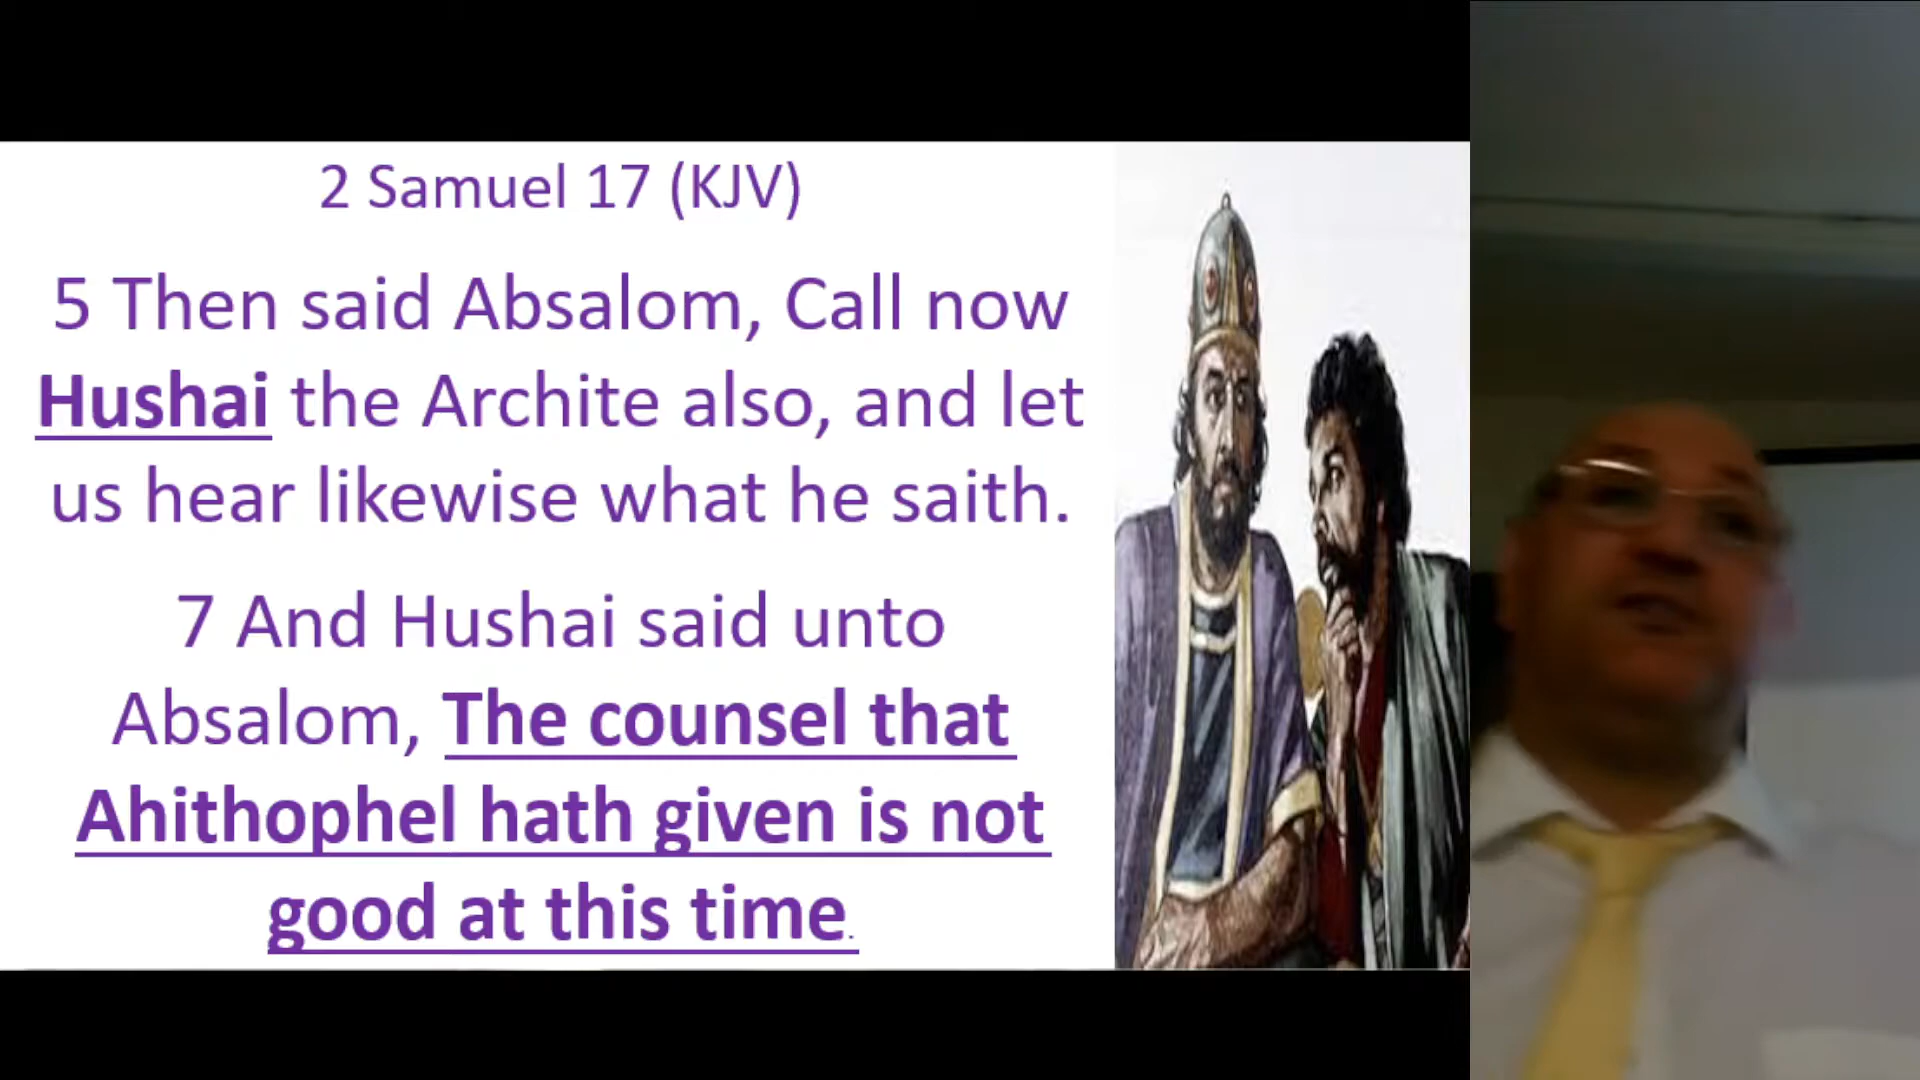 2 Samuel 17 (KJV)
5 Then said Absalom, Call now
Hushai the Archite also, and let
us hear likewise what he saith.
7 And Hushai said unto
Absalom, The counsel that
Ahithophel hath given is not
good at this time.